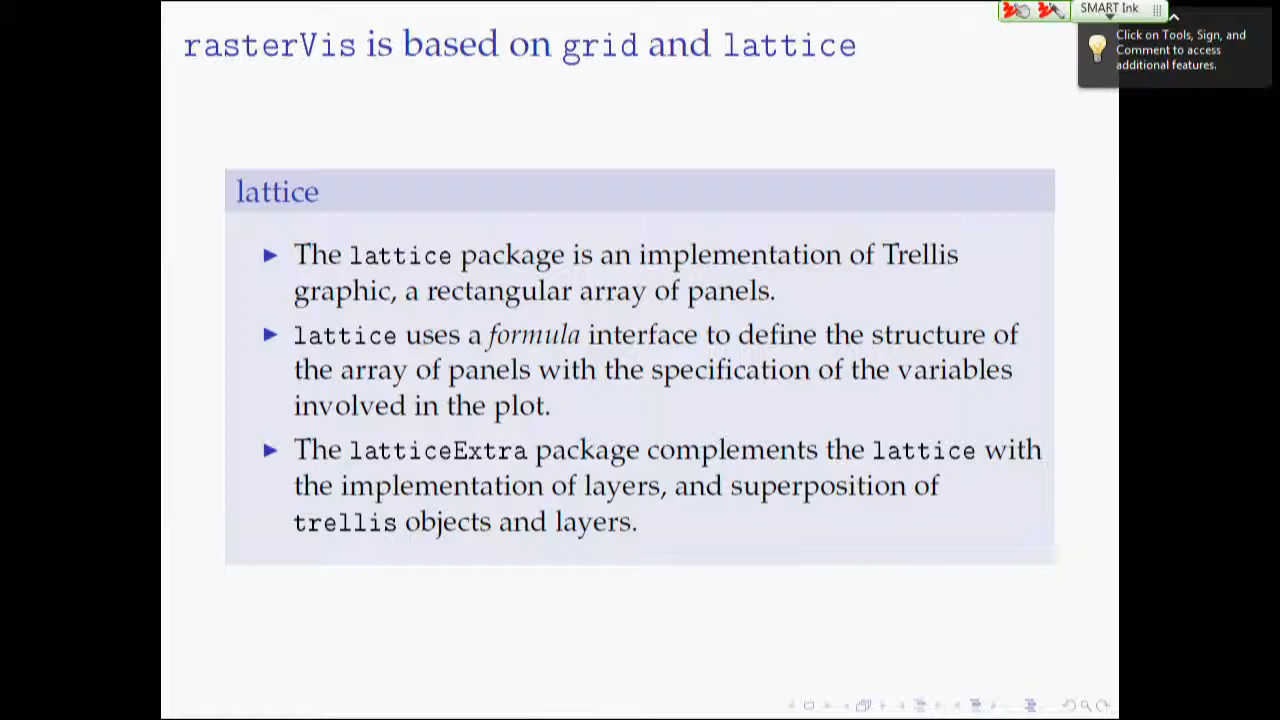 rasterVis is based on grid and lattice
SMART Ink
Click on Tools, Sign, and
Comment to access
additional features.
lattice
The lattice package is an implementation of Trellis
graphic, a rectangular array of panels.
lattice uses a formula interface to define the structure of
the array of panels with the specification of the variables
involved in the plot.
The latticeExtra package complements the lattice with
the implementation of layers, and superposition of
trellis objects and layers.